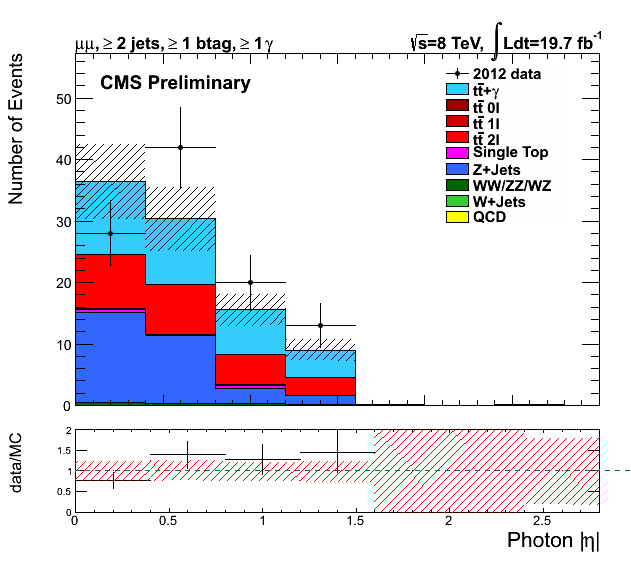 μμ, ≥ 2 jets, ≥ 1 btag, ≥ 1 γ
√s=8 TeV, ∫ Ldt=19.7 fb⁻¹
CMS Preliminary
Number of Events
50
40
30
20
10
0
2012 data
tt̄+γ
tt̄ 0l
tt̄ 1l
tt̄ 2l
Single Top
Z+Jets
WW/ZZ/WZ
W+Jets
QCD
data/MC
2
1.5
1
0.5
0
0 0.5 1 1.5 2 2.5
Photon |η|